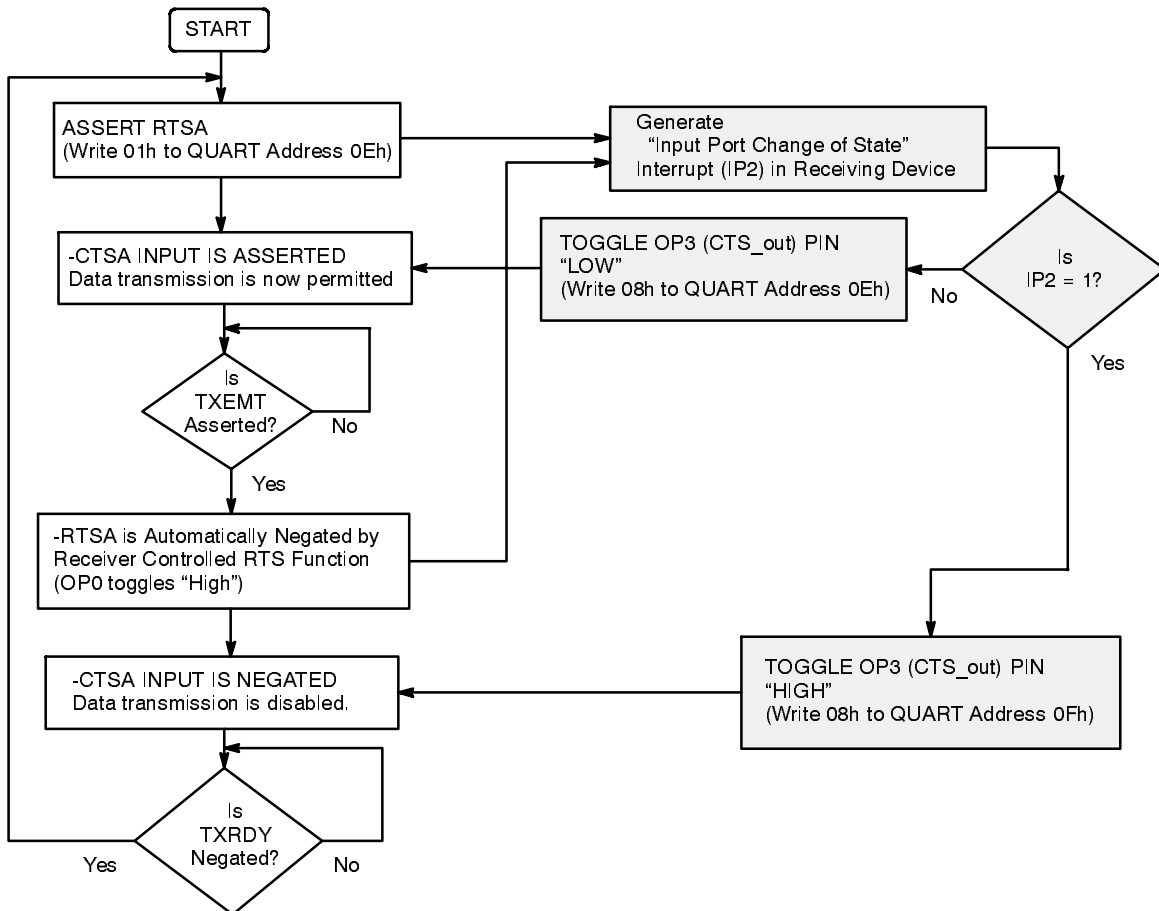 START
ASSERT RTSA
(Write 01h to QUART Address 0Eh)
Generate
“Input Port Change of State”
Interrupt (IP2) in Receiving Device
-CTSA INPUT IS ASSERTED
Data transmission is now permitted
TOGGLE OP3 (CTS_out) PIN
“LOW”
(Write 08h to QUART Address 0Eh)
Is
IP2 = 1?
No
Yes
Is
TXEMT
Asserted?
No
Yes
-RTSA is Automatically Negated by
Receiver Controlled RTS Function
(OP0 toggles “High”)
-CTSA INPUT IS NEGATED
Data transmission is disabled.
TOGGLE OP3 (CTS_out) PIN
“HIGH”
(Write 08h to QUART Address 0Fh)
Is
TXRDY
Negated?
Yes
No